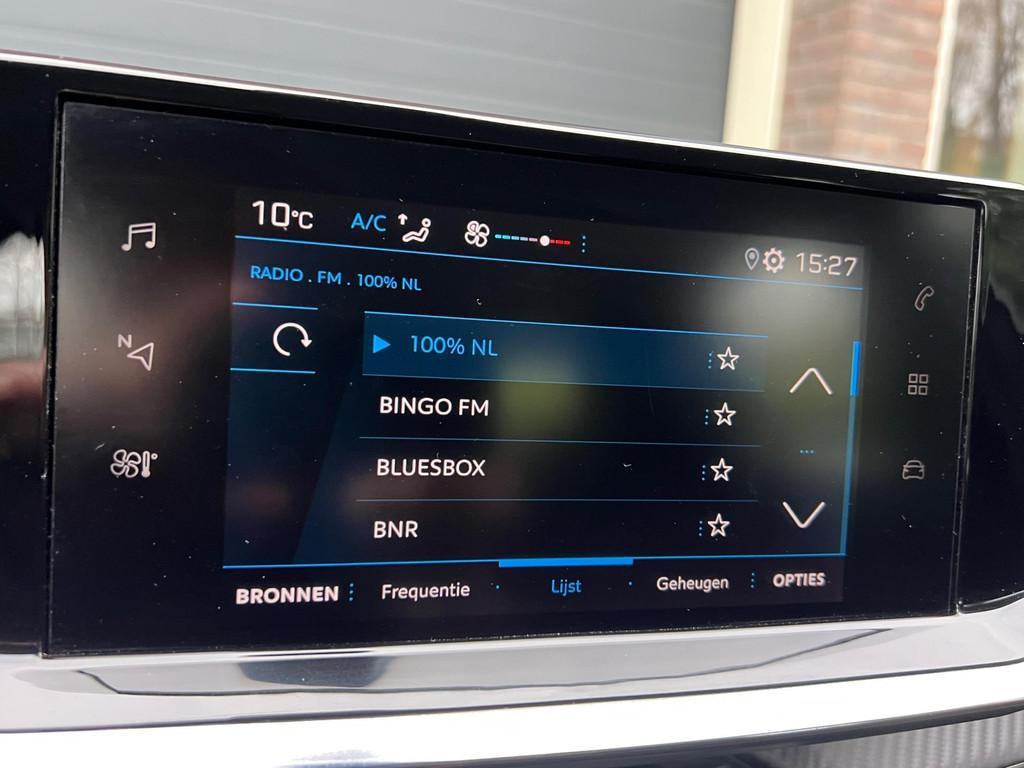 10°C A/C 15:27
RADIO . FM . 100% NL
N
100% NL
BINGO FM
BLUESBOX
BNR
BRONNEN Frequentie Lijst Geheugen OPTIES